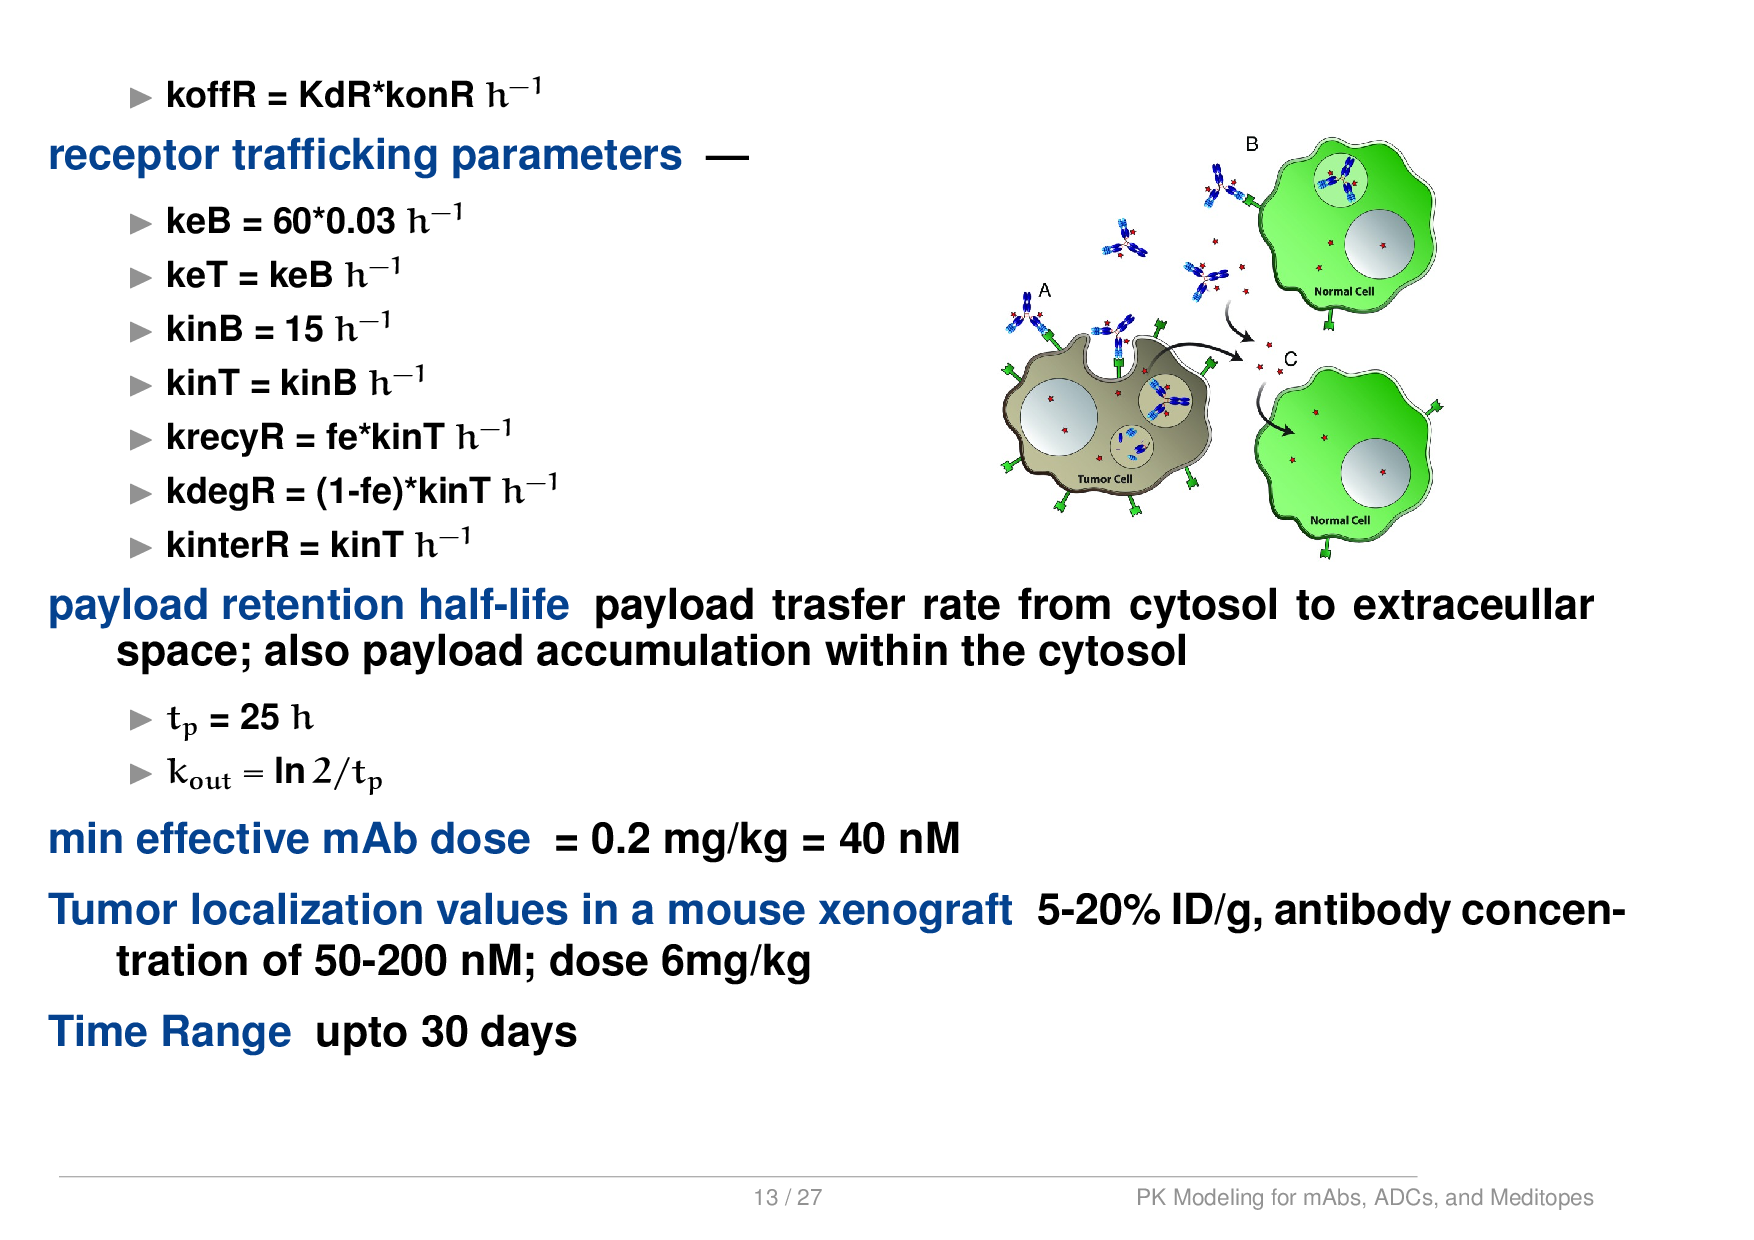 ▶ koffR = KdR*konR h⁻¹
receptor trafficking parameters —
▶ keB = 60*0.03 h⁻¹
▶ keT = keB h⁻¹
▶ kinB = 15 h⁻¹
▶ kinT = kinB h⁻¹
▶ krecyR = fe*kinT h⁻¹
▶ kdegR = (1-fe)*kinT h⁻¹
▶ kinterR = kinT h⁻¹
B
Normal Cell
A
C
Tumor Cell
Normal Cell
payload retention half-life payload trasfer rate from cytosol to extraceullar
space; also payload accumulation within the cytosol
▶ t_p = 25 h
▶ k_out = ln 2/t_p
min effective mAb dose = 0.2 mg/kg = 40 nM
Tumor localization values in a mouse xenograft 5-20% ID/g, antibody concen-
tration of 50-200 nM; dose 6mg/kg
Time Range upto 30 days
13 / 27
PK Modeling for mAbs, ADCs, and Meditopes